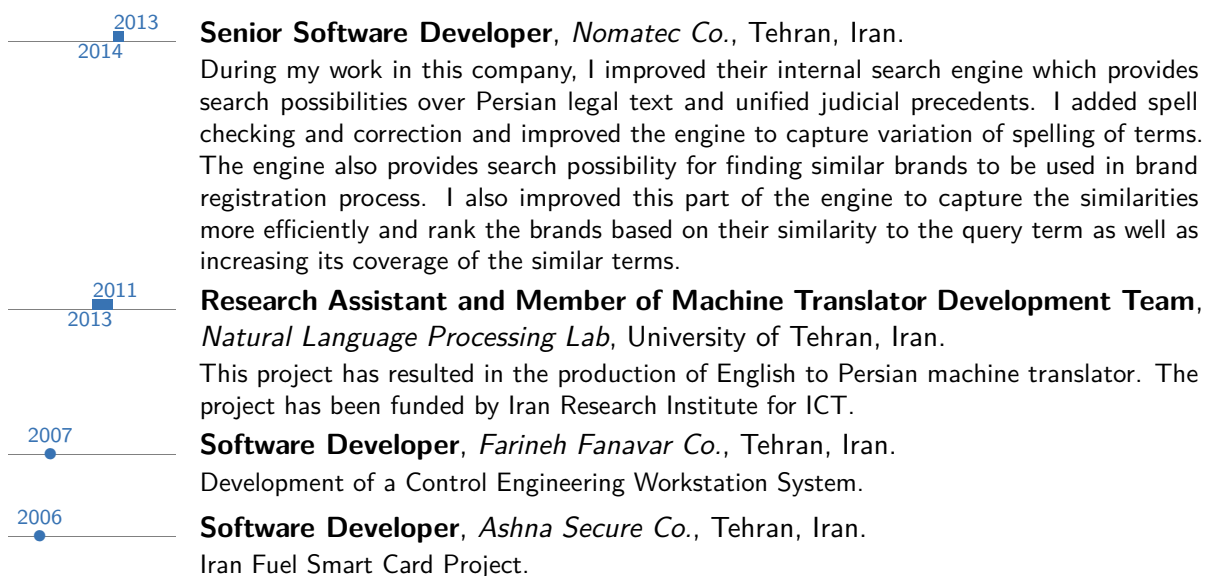 2013
2014
Senior Software Developer, Nomatec Co., Tehran, Iran.
During my work in this company, I improved their internal search engine which provides
search possibilities over Persian legal text and unified judicial precedents. I added spell
checking and correction and improved the engine to capture variation of spelling of terms.
The engine also provides search possibility for finding similar brands to be used in brand
registration process. I also improved this part of the engine to capture the similarities
more efficiently and rank the brands based on their similarity to the query term as well as
increasing its coverage of the similar terms.
2011
2013
Research Assistant and Member of Machine Translator Development Team,
Natural Language Processing Lab, University of Tehran, Iran.
This project has resulted in the production of English to Persian machine translator. The
project has been funded by Iran Research Institute for ICT.
2007
Software Developer, Farineh Fanavar Co., Tehran, Iran.
Development of a Control Engineering Workstation System.
2006
Software Developer, Ashna Secure Co., Tehran, Iran.
Iran Fuel Smart Card Project.